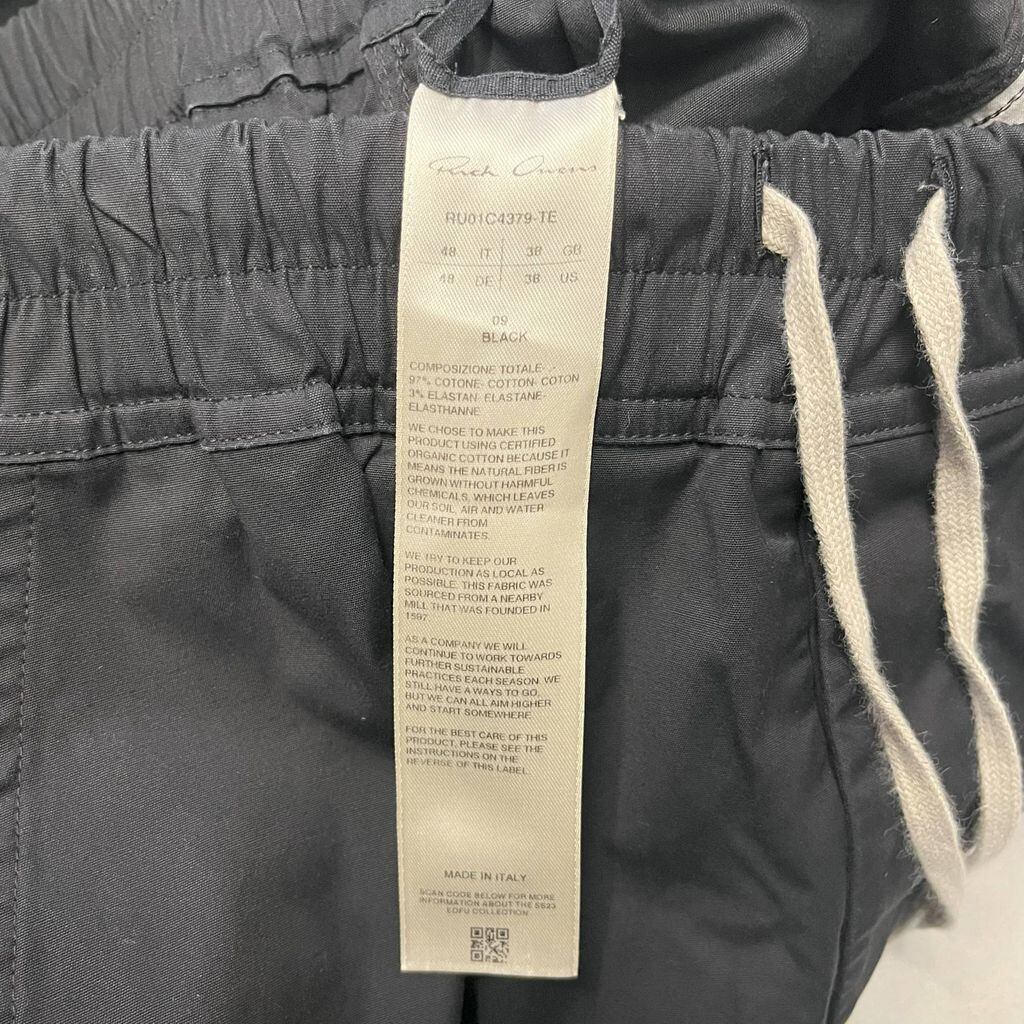 Rick Owens
RU01C4379-TE
48 IT 38 GB
48 DE 38 US
09
BLACK
COMPOSIZIONE TOTALE-
97% COTONE- COTTON- COTON
3% ELASTAN- ELASTANE-
ELASTHANNE
WE CHOSE TO MAKE THIS
PRODUCT USING CERTIFIED
ORGANIC COTTON BECAUSE IT
MEANS THE NATURAL FIBER IS
GROWN WITHOUT HARMFUL
CHEMICALS, WHICH LEAVES
OUR SOIL, AIR AND WATER
CLEANER FROM
CONTAMINATES.
WE TRY TO KEEP OUR
PRODUCTION AS LOCAL AS
POSSIBLE. THIS FABRIC WAS
SOURCED FROM A NEARBY
MILL THAT WAS FOUNDED IN
AS A COMPANY WE WILL
CONTINUE TO WORK TOWARDS
FURTHER SUSTAINABLE
PRACTICES EACH SEASON. WE
STILL HAVE A WAYS TO GO,
BUT WE CAN ALL AIM HIGHER
AND START SOMEWHERE
FOR THE BEST CARE OF THIS
PRODUCT, PLEASE SEE THE
INSTRUCTIONS ON THE
REVERSE OF THIS LABEL.
MADE IN ITALY
SCAN CODE BELOW FOR MORE
INFORMATION ABOUT THE SS23
EDFU COLLECTION